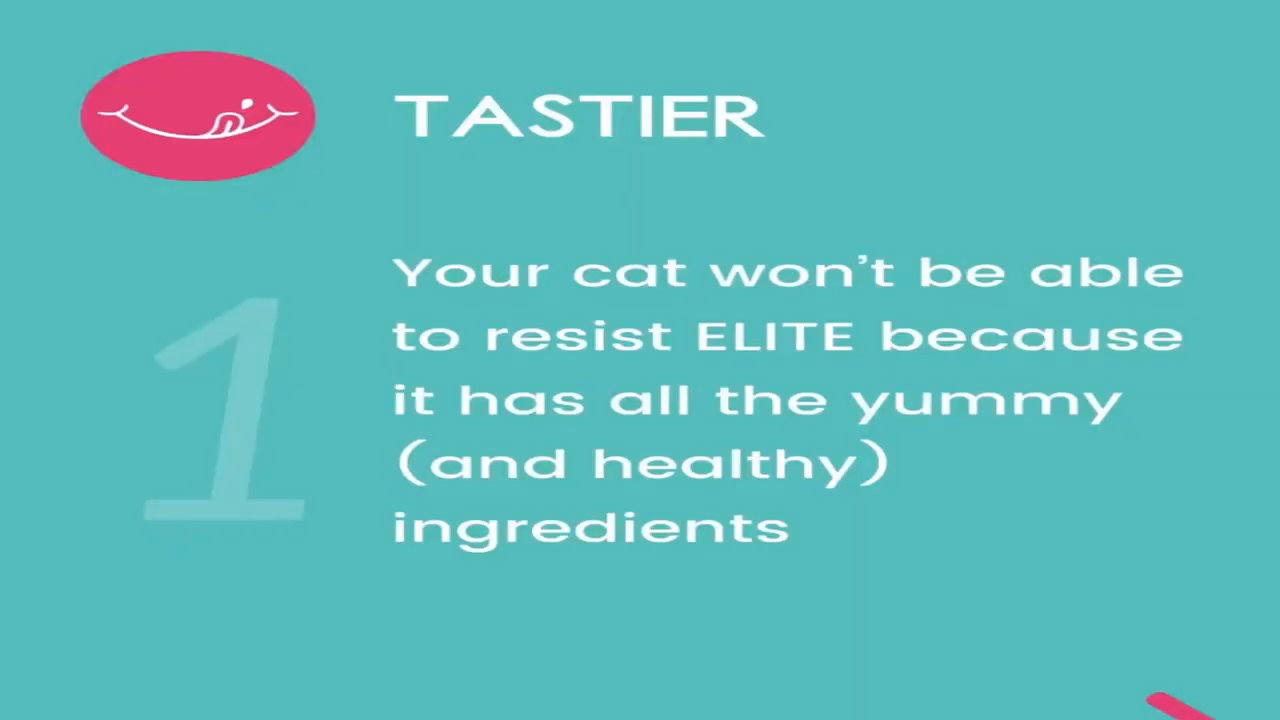 TASTIER
1
Your cat won’t be able
to resist ELITE because
it has all the yummy
(and healthy)
ingredients